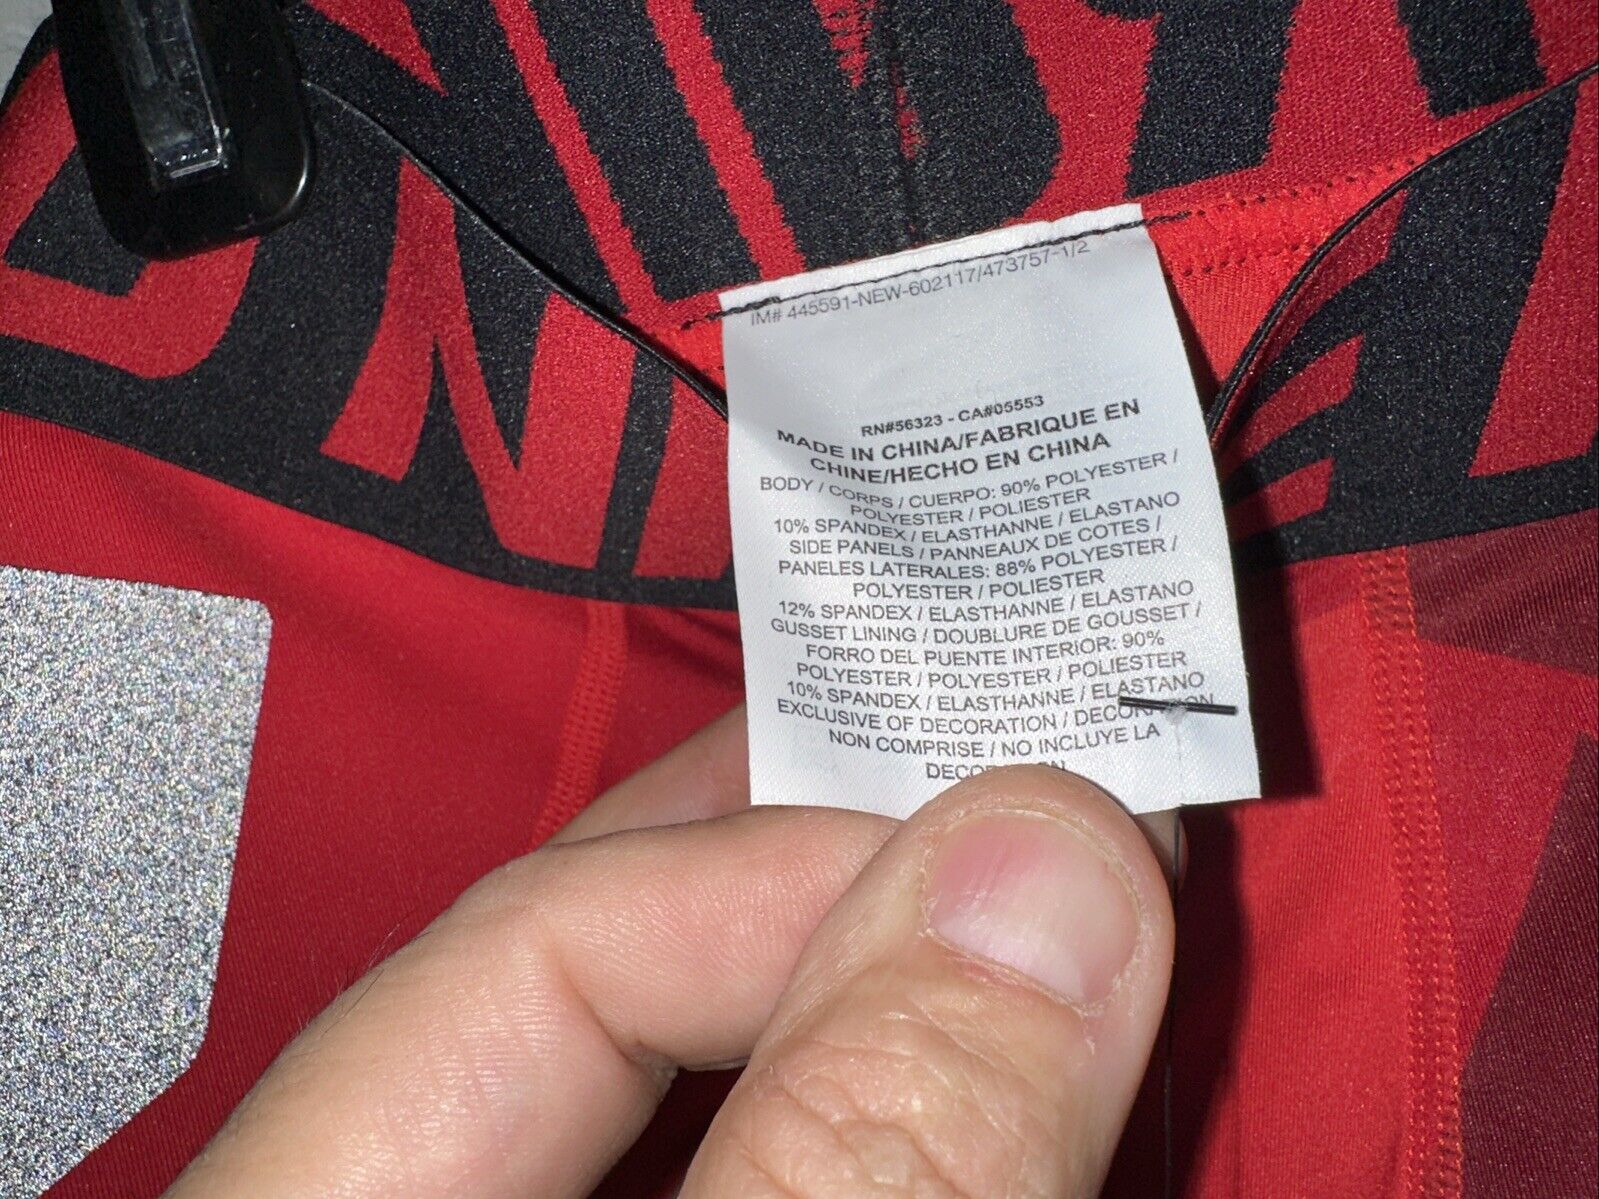 IM# 445591-NEW-602117/473757-1/2
RN#56323 - CA#05553
MADE IN CHINA/FABRIQUE EN
CHINE/HECHO EN CHINA
BODY / CORPS / CUERPO: 90% POLYESTER /
POLYESTER / POLIESTER
10% SPANDEX / ELASTHANNE / ELASTANO
SIDE PANELS / PANNEAUX DE COTES /
PANELES LATERALES: 88% POLYESTER /
POLYESTER / POLIESTER
12% SPANDEX / ELASTHANNE / ELASTANO
GUSSET LINING / DOUBLURE DE GOUSSET /
FORRO DEL PUENTE INTERIOR: 90%
POLYESTER / POLYESTER / POLIESTER
10% SPANDEX / ELASTHANNE / ELASTANO
EXCLUSIVE OF DECORATION / DECORATION
NON COMPRISE / NO INCLUYE LA